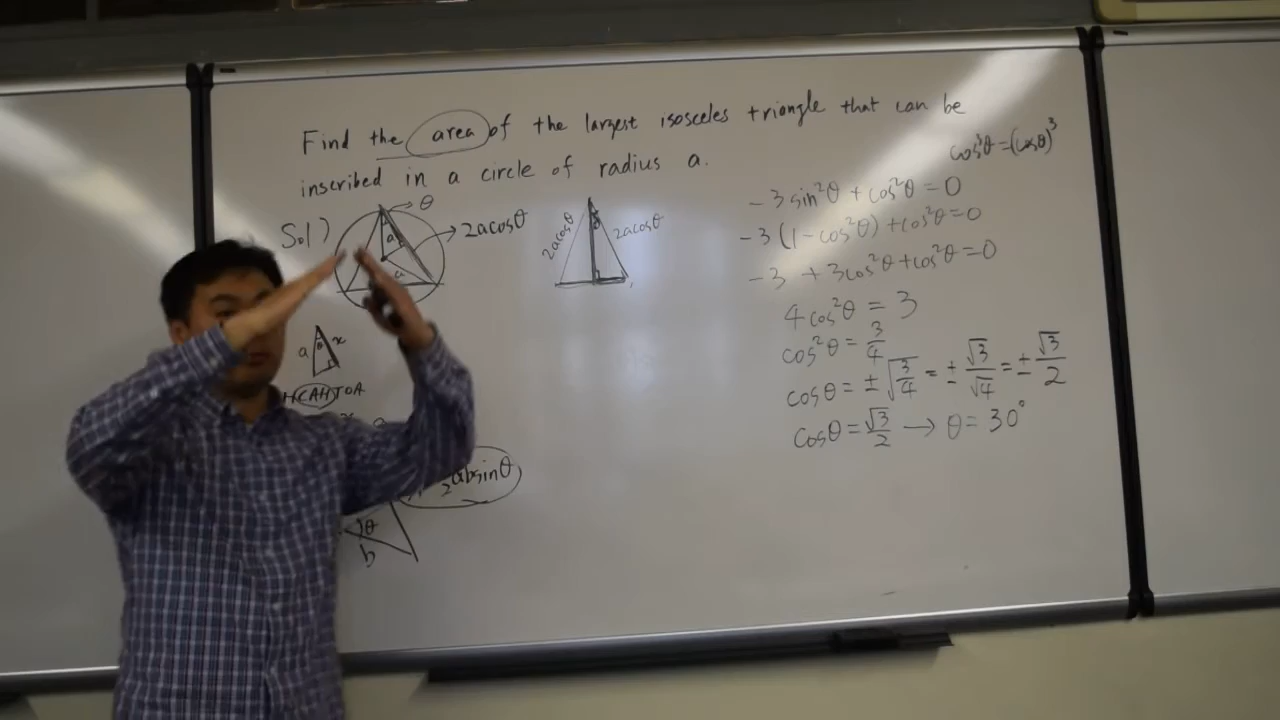 Find the area of the largest isosceles triangle that can be
inscribed in a circle of radius a.
cos³θ = (cosθ)³
Sol)
θ
2acosθ
a
a
2acosθ
2acosθ
θ
a
θ
x
CAHTOA
x
½absinθ
θ
b
-3sin²θ + cos²θ = 0
-3(1-cos²θ) + cos²θ = 0
-3 + 3cos²θ + cos²θ = 0
4cos²θ = 3
cos²θ = 3/4
cosθ = ± √(3/4) = ± √3/√4 = ± √3/2
cosθ = √3/2 → θ = 30°